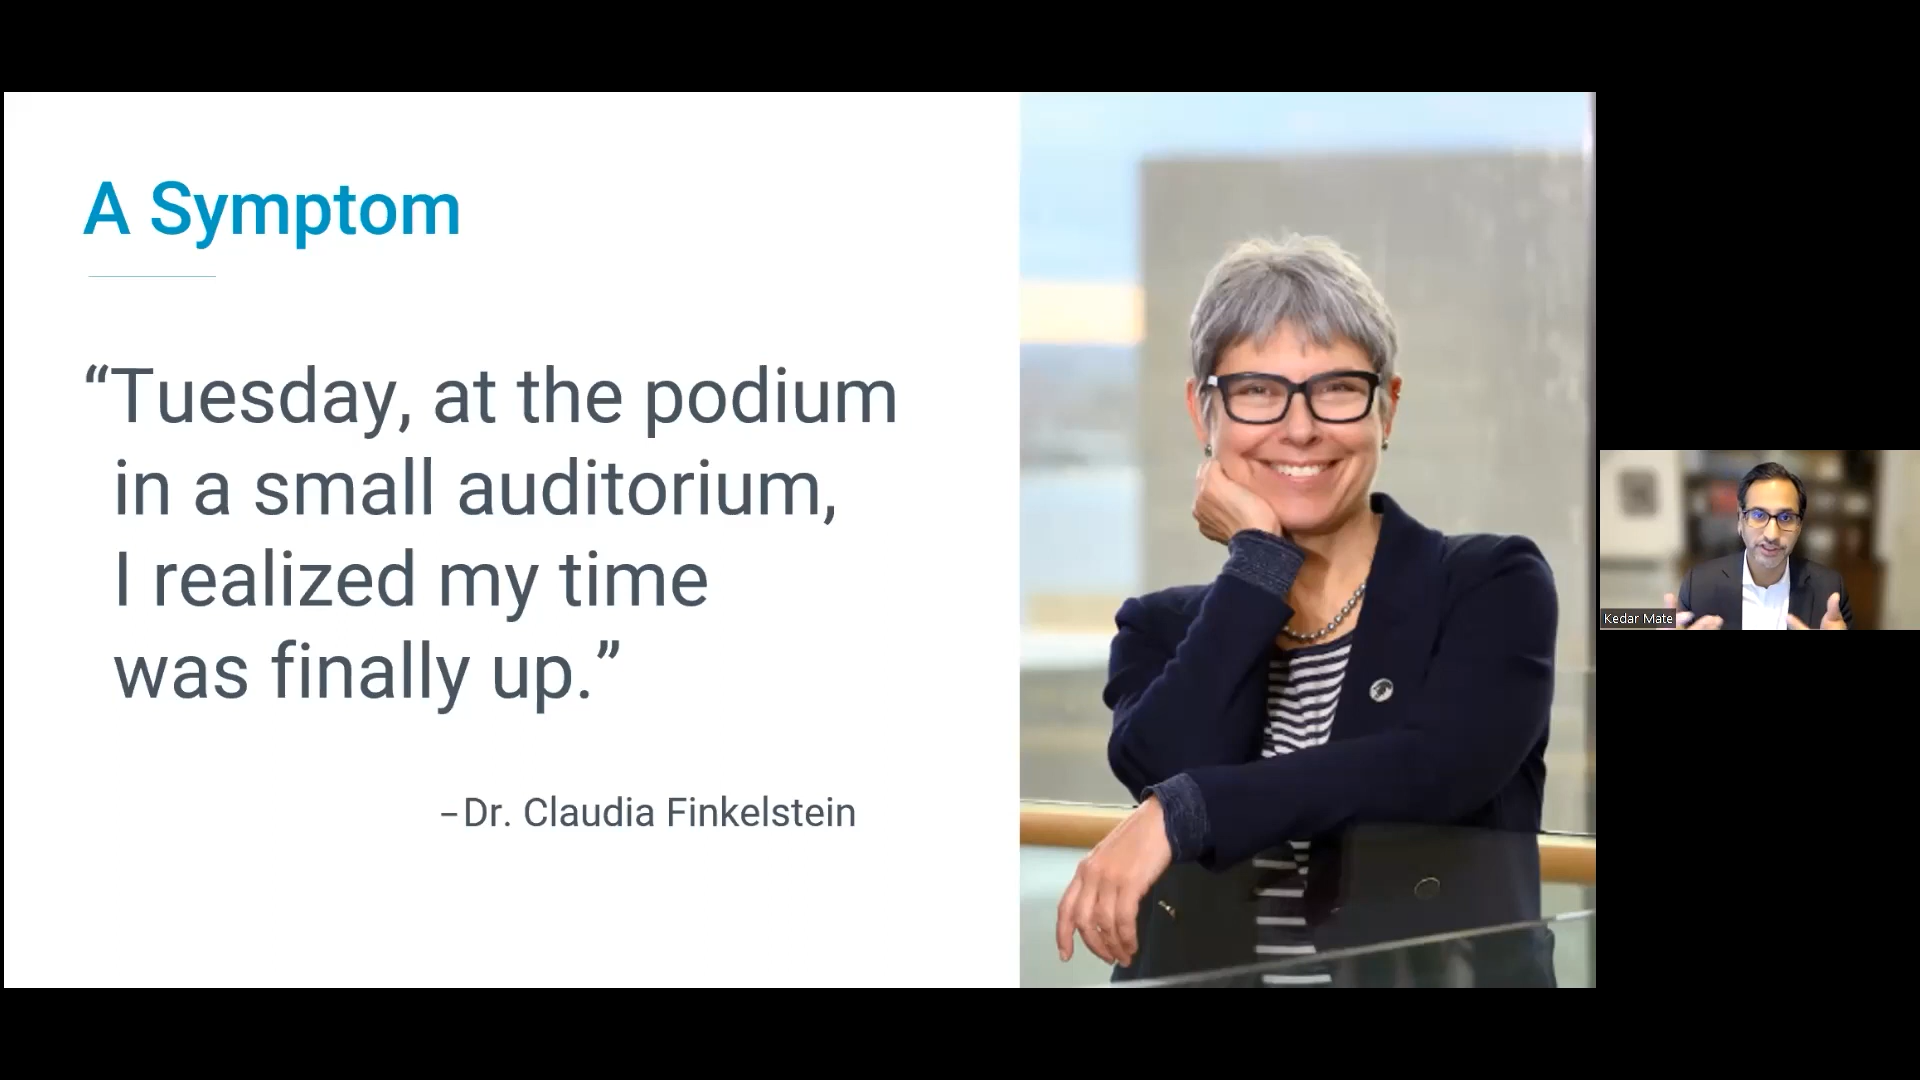 A Symptom
“Tuesday, at the podium
in a small auditorium,
I realized my time
was finally up.”
–Dr. Claudia Finkelstein
Kedar Mate